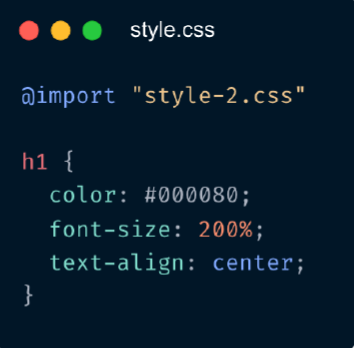 style.css
@import "style-2.css"
h1 {
  color: #000080;
  font-size: 200%;
  text-align: center;
}